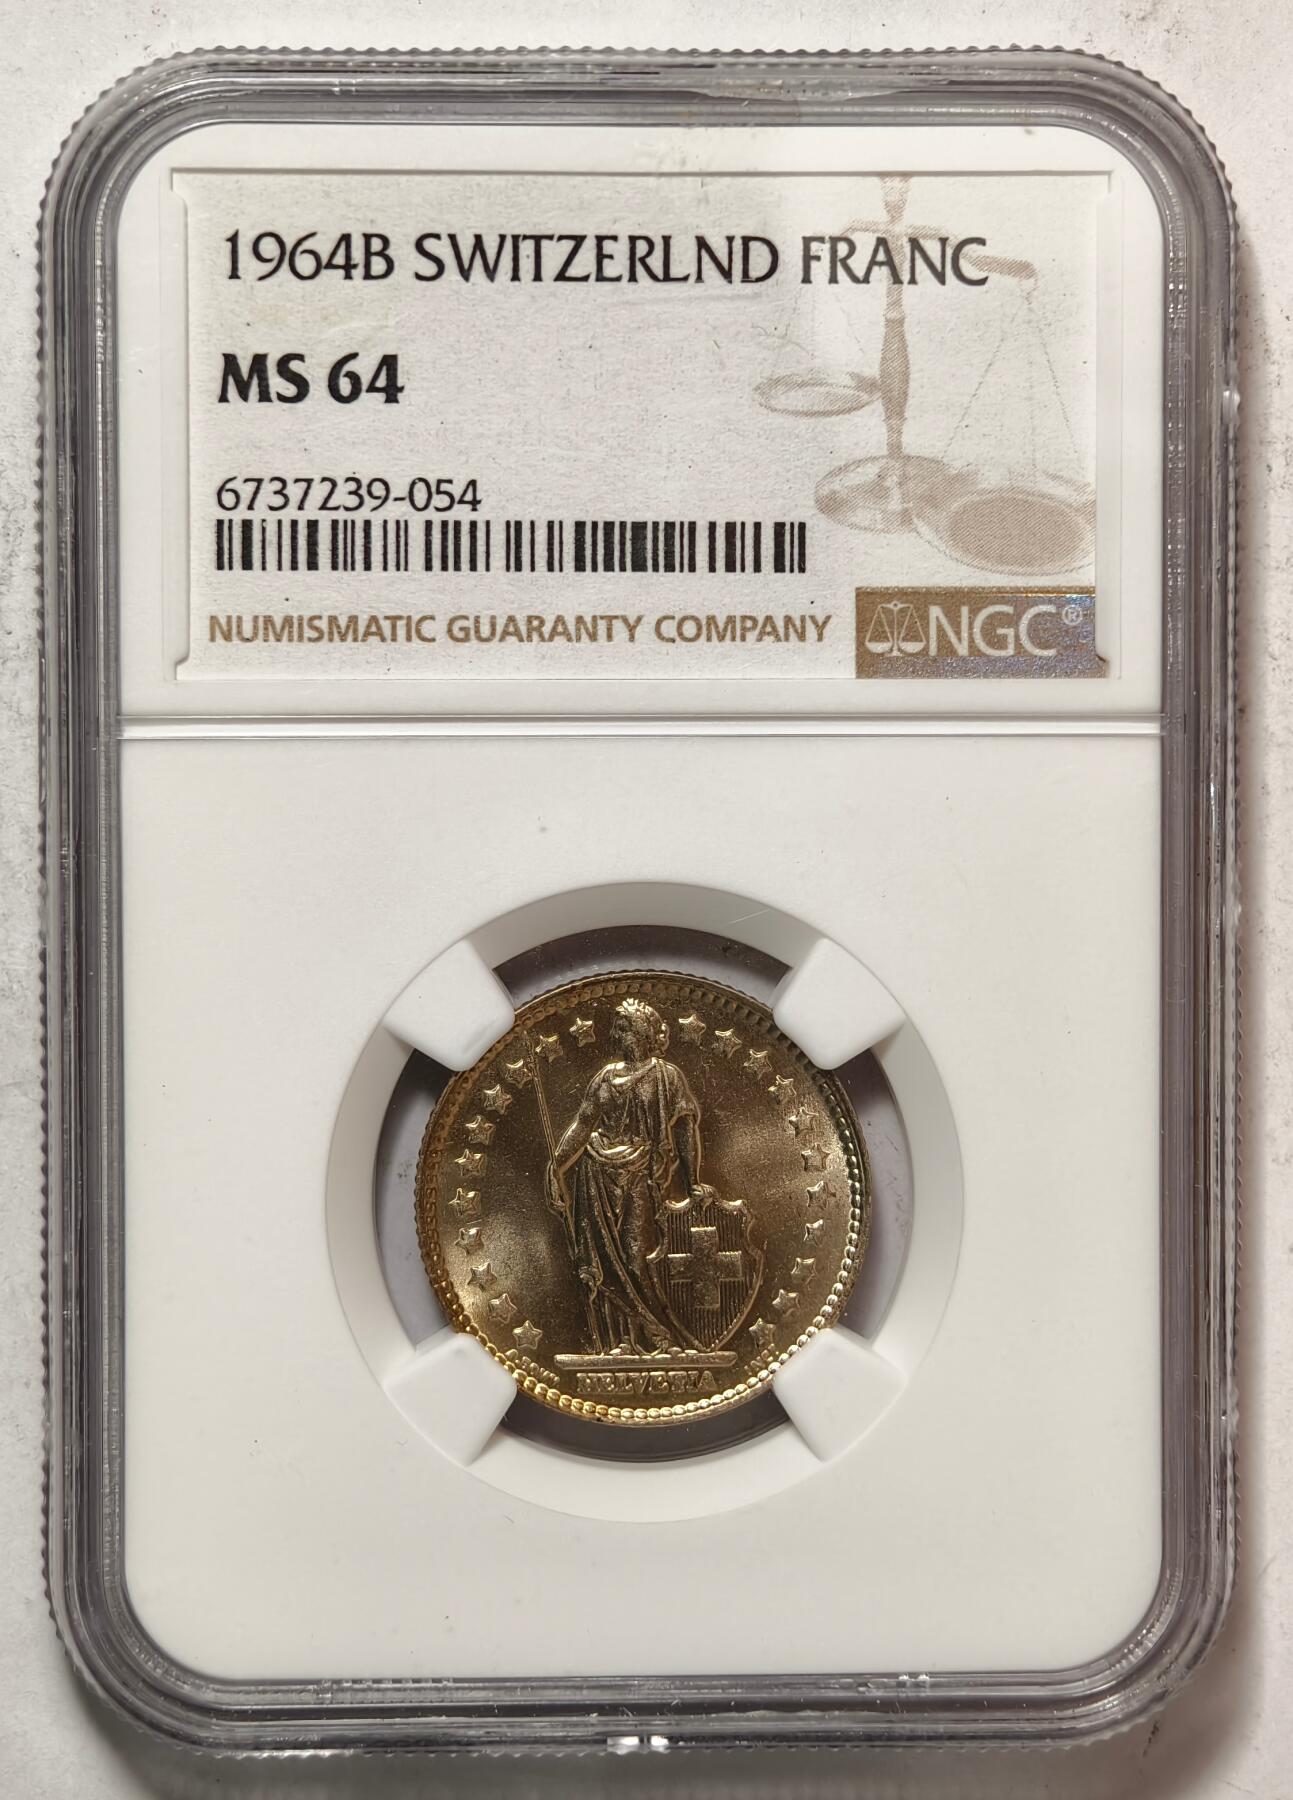 1964B SWITZERLND FRANC
MS 64
6737239-054
NUMISMATIC GUARANTY COMPANY
NGC®
HELVETIA